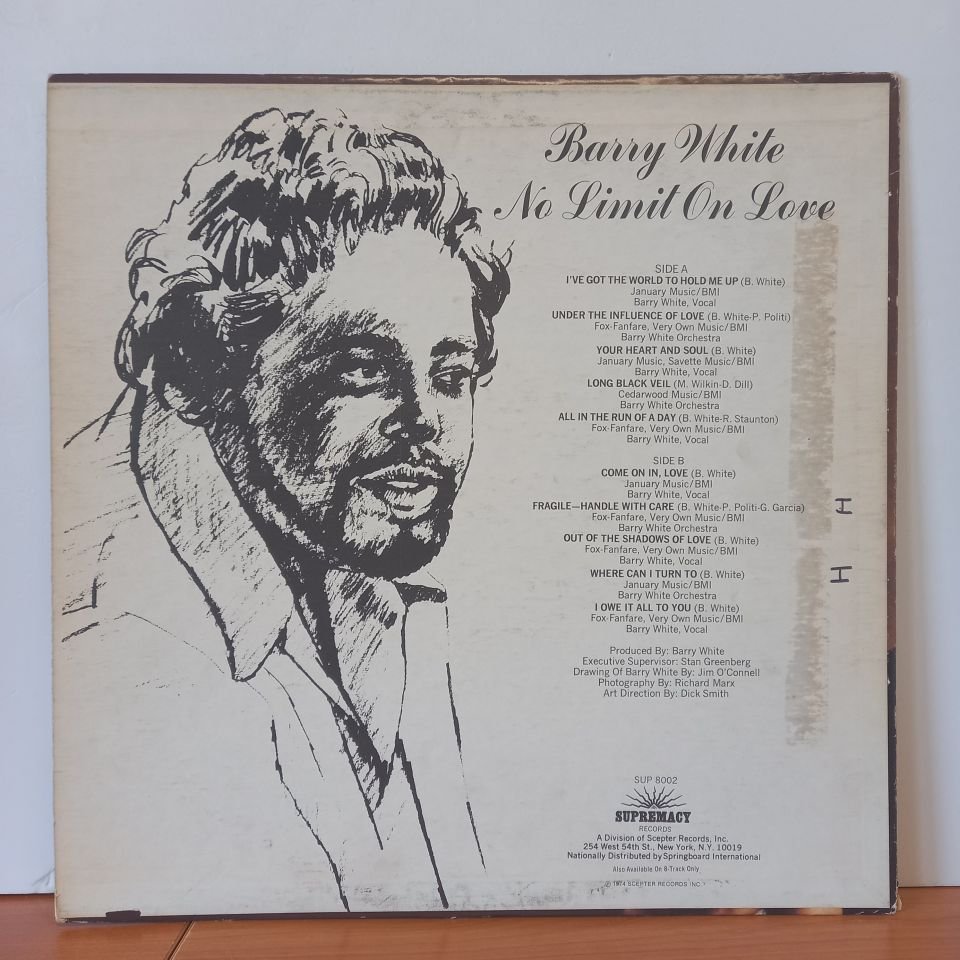 Barry White
No Limit On Love
SIDE A
I'VE GOT THE WORLD TO HOLD ME UP (B. White)
January Music/BMI
Barry White, Vocal
UNDER THE INFLUENCE OF LOVE (B. White-P. Politi)
Fox-Fanfare, Very Own Music/BMI
Barry White Orchestra
YOUR HEART AND SOUL (B. White)
January Music, Savette Music/BMI
Barry White, Vocal
LONG BLACK VEIL (M. Wilkin-D. Dill)
Cedarwood Music/BMI
Barry White Orchestra
ALL IN THE RUN OF A DAY (B. White-R. Staunton)
Fox-Fanfare, Very Own Music/BMI
Barry White, Vocal
SIDE B
COME ON IN, LOVE (B. White)
January Music/BMI
Barry White, Vocal
FRAGILE—HANDLE WITH CARE (B. White-P. Politi-G. Garcia)
Fox-Fanfare, Very Own Music/BMI
Barry White Orchestra
OUT OF THE SHADOWS OF LOVE (B. White)
Fox-Fanfare, Very Own Music/BMI
Barry White, Vocal
WHERE CAN I TURN TO (B. White)
January Music/BMI
Barry White Orchestra
I OWE IT ALL TO YOU (B. White)
Fox-Fanfare, Very Own Music/BMI
Barry White, Vocal
Produced By: Barry White
Executive Supervisor: Stan Greenberg
Drawing Of Barry White By: Jim O'Connell
Photography By: Richard Marx
Art Direction By: Dick Smith
H
H
SUP 8002
SUPREMACY
RECORDS
A Division of Scepter Records, Inc.
254 West 54th St., New York, N.Y. 10019
Nationally Distributed by Springboard International
Also Available On 8-Track Only
℗ 1974 SCEPTER RECORDS INC.